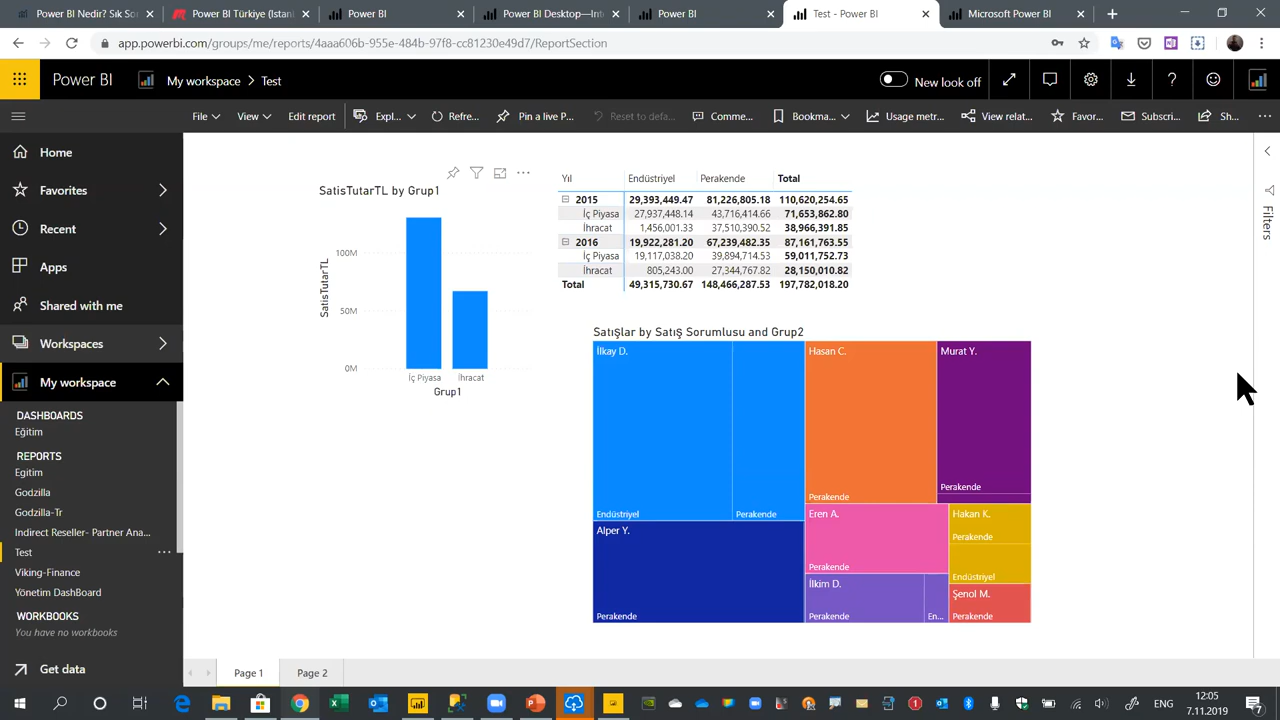 Power BI Nedir? Sık So
Power BI Türkiye (İstan
Power BI
Power BI Desktop—Int
Power BI
Test - Power BI
Microsoft Power BI
app.powerbi.com/groups/me/reports/4aaa606b-955e-484b-97f8-cc81230e49d7/ReportSection
Power BI
My workspace > Test
New look off
File
View
Edit report
Expl...
Refre...
Pin a live P...
Reset to defa...
Comme...
Bookma...
Usage metr...
View relat...
Favor...
Subscri...
Sh...
Home
Favorites
Recent
Apps
Shared with me
Workspaces
My workspace
DASHBOARDS
Eğitim
REPORTS
Egitim
Godzilla
Godzilla-Tr
Indirect Reseller- Partner Ana...
Test
Viking-Finance
Yönetim DashBoard
WORKBOOKS
You have no workbooks
Get data
SatisTutarTL by Grup1
SatisTutarTL
100M
50M
0M
İç Piyasa
İhracat
Grup1
Yıl Endüstriyel Perakende Total
2015 29,393,449.47 81,226,805.18 110,620,254.65
İç Piyasa 27,937,448.14 43,716,414.66 71,653,862.80
İhracat 1,456,001.33 37,510,390.52 38,966,391.85
2016 19,922,281.20 67,239,482.35 87,161,763.55
İç Piyasa 19,117,038.20 39,894,714.53 59,011,752.73
İhracat 805,243.00 27,344,767.82 28,150,010.82
Total 49,315,730.67 148,466,287.53 197,782,018.20
Satışlar by Satış Sorumlusu and Grup2
İlkay D.
Endüstriyel
Perakende
Alper Y.
Perakende
Hasan C.
Perakende
Murat Y.
Perakende
Eren A.
Perakende
Hakan K.
Perakende
Endüstriyel
İlkim D.
Perakende
En...
Şenol M.
Perakende
Filters
Page 1
Page 2
ENG
12:05
7.11.2019